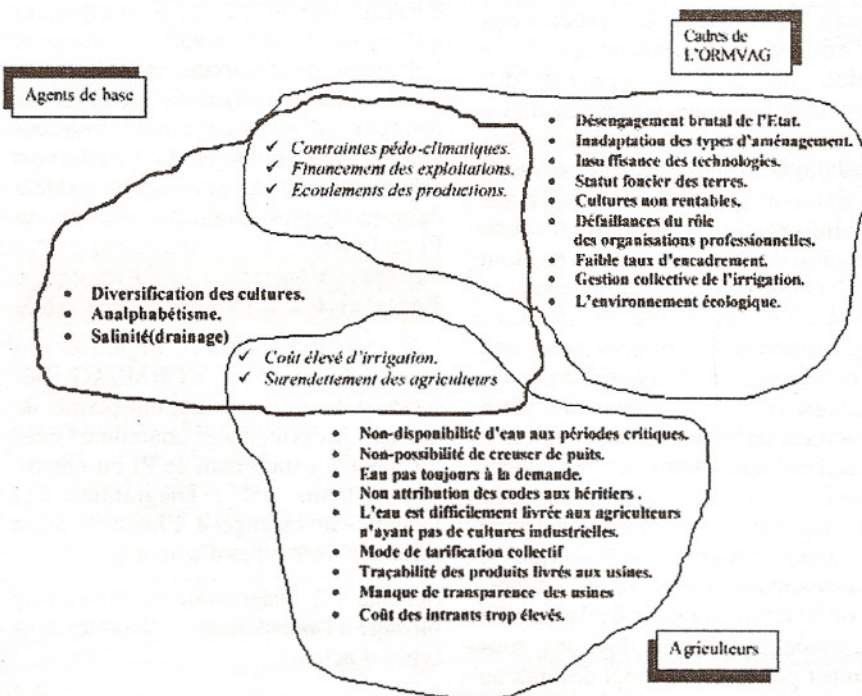 Cadres de
L'ORMVAG
Agents de base
✓ Contraintes pédo-climatiques.
✓ Financement des exploitations.
✓ Ecoulements des productions.
• Désengagement brutal de l'Etat.
• Inadaptation des types d'aménagement.
• Insuffisance des technologies.
• Statut foncier des terres.
• Cultures non rentables.
• Défaillances du rôle
des organisations professionnelles.
• Faible taux d'encadrement.
• Gestion collective de l'irrigation.
• L'environnement écologique.
• Diversification des cultures.
• Analphabétisme.
• Salinité(drainage)
✓ Coût élevé d'irrigation.
✓ Surendettement des agriculteurs
• Non-disponibilité d'eau aux périodes critiques.
• Non-possibilité de creuser de puits.
Eau pas toujours à la demande.
• Non attribution des codes aux héritiers .
• L'eau est difficilement livrée aux agriculteurs
n'ayant pas de cultures industrielles.
• Mode de tarification collectif
• Traçabilité des produits livrés aux usines.
• Manque de transparence des usines
Coût des intrants trop élevés.
Agriculteurs